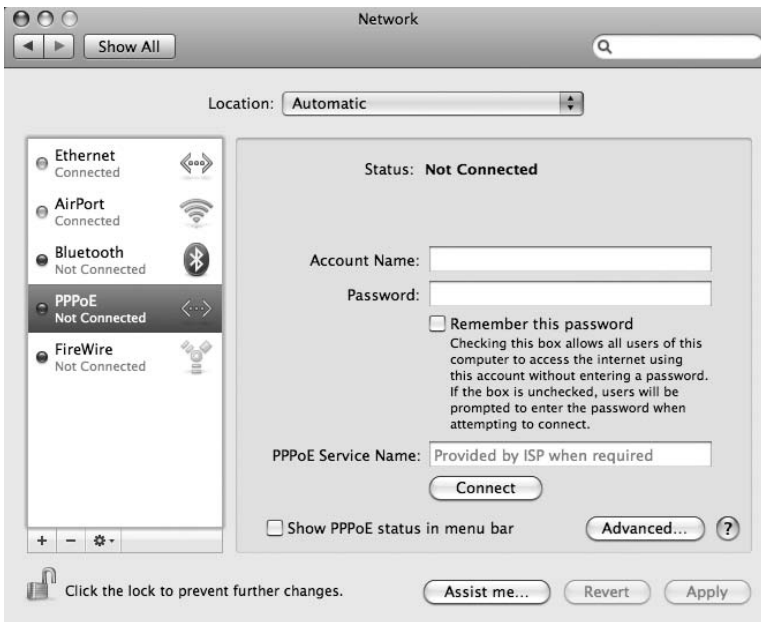 Network
Show All
Location: Automatic
Ethernet
Connected
AirPort
Connected
Bluetooth
Not Connected
PPPoE
Not Connected
FireWire
Not Connected
Status: Not Connected
Account Name:
Password:
Remember this password
Checking this box allows all users of this
computer to access the internet using
this account without entering a password.
If the box is unchecked, users will be
prompted to enter the password when
attempting to connect.
PPPoE Service Name: Provided by ISP when required
Connect
Show PPPoE status in menu bar
Advanced... ?
Click the lock to prevent further changes.
Assist me... Revert Apply